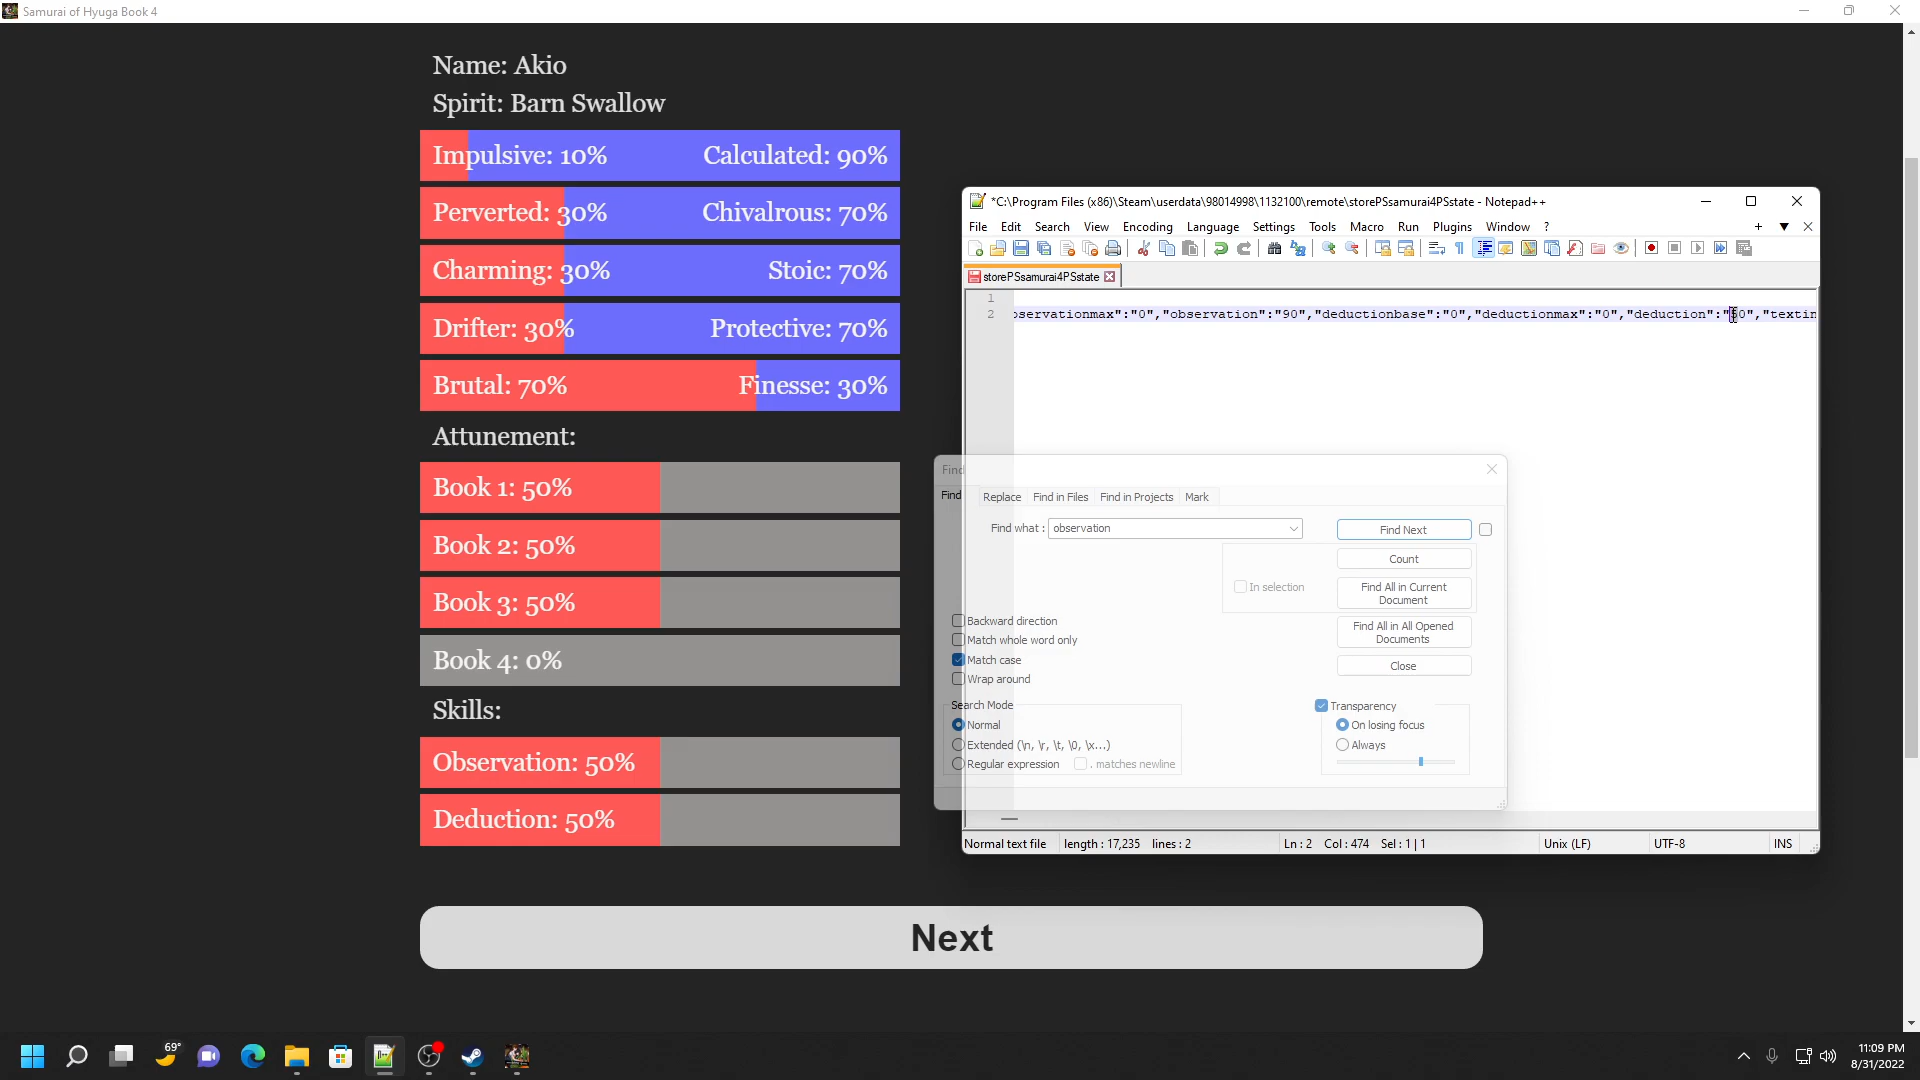 Samurai of Hyuga Book 4
Name: Akio
Spirit: Barn Swallow
Impulsive: 10% Calculated: 90%
Perverted: 30% Chivalrous: 70%
Charming: 30% Stoic: 70%
Drifter: 30% Protective: 70%
Brutal: 70% Finesse: 30%
Attunement:
Book 1: 50%
Book 2: 50%
Book 3: 50%
Book 4: 0%
Skills:
Observation: 50%
Deduction: 50%
Next
*C:\Program Files (x86)\Steam\userdata\98014998\1132100\remote\storePSsamurai4PSstate - Notepad++
File Edit Search View Encoding Language Settings Tools Macro Run Plugins Window ?
storePSsamurai4PSstate
1
2 bservationmax":"0","observation":"90","deductionbase":"0","deductionmax":"0","deduction":"50","textin
Find
Find Replace Find in Files Find in Projects Mark
Find what : observation Find Next
Count
In selection Find All in Current
Document
Backward direction Find All in All Opened
Documents
Match whole word only
Match case Close
Wrap around
Search Mode Transparency
Normal On losing focus
Extended (\n, \r, \t, \0, \x...) Always
Regular expression . matches newline
Normal text file length : 17,235 lines : 2 Ln : 2 Col : 474 Sel : 1 | 1 Unix (LF) UTF-8 INS
69°
11:09 PM
8/31/2022